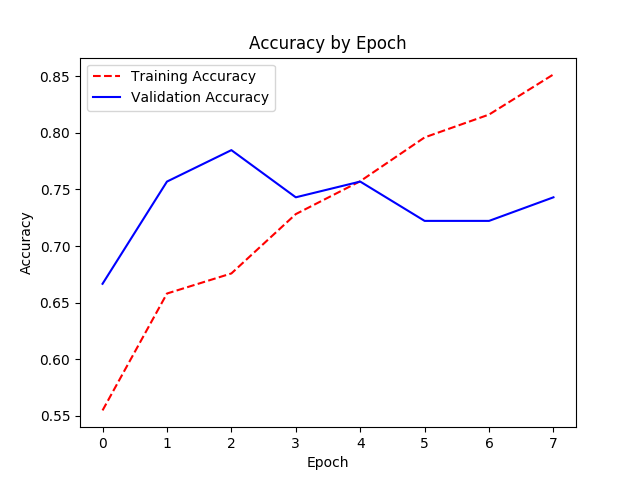 Accuracy by Epoch
Training Accuracy
Validation Accuracy
0.85
0.80
0.75
0.70
0.65
0.60
0.55
Accuracy
0 1 2 3 4 5 6 7
Epoch